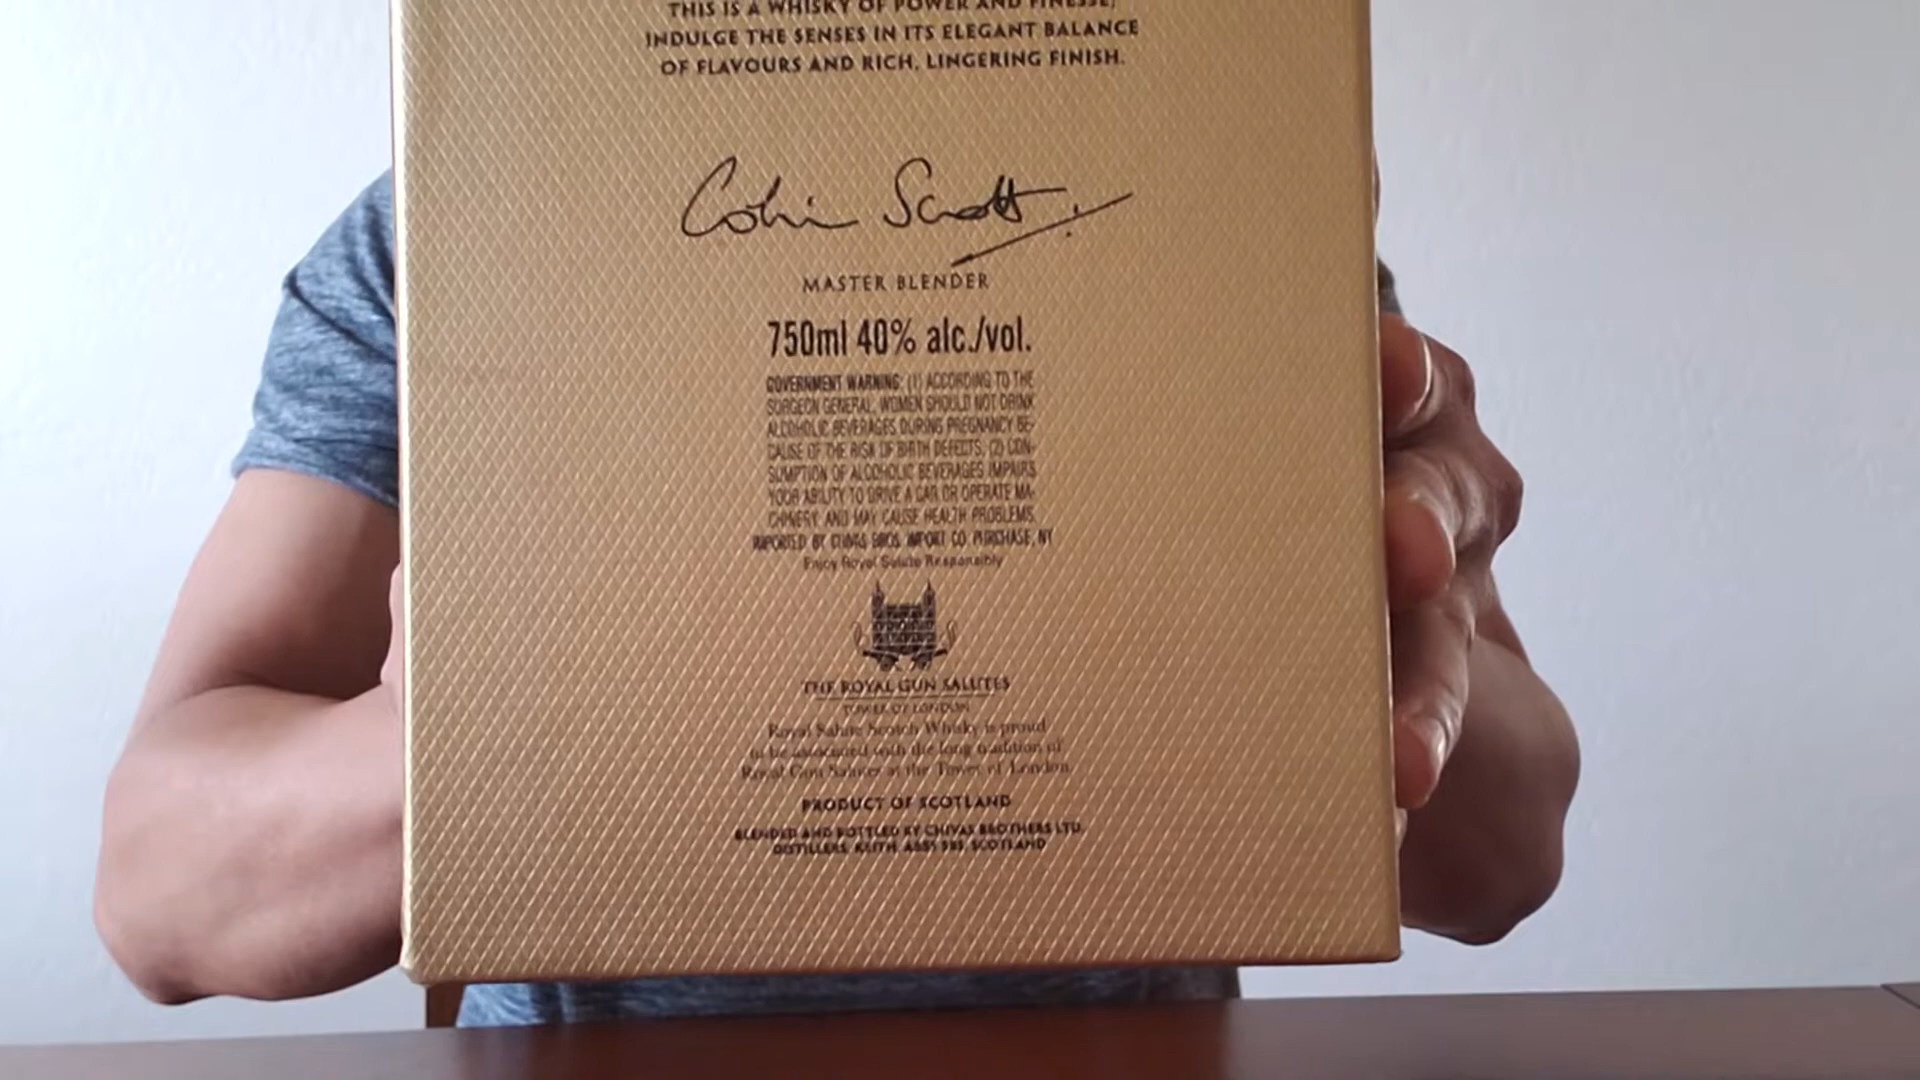 THIS IS A WHISKY OF POWER AND FINESSE,
INDULGE THE SENSES IN ITS ELEGANT BALANCE
OF FLAVOURS AND RICH, LINGERING FINISH.
Colin Scott
MASTER BLENDER
750ml 40% alc./vol.
GOVERNMENT WARNING: (1) ACCORDING TO THE
SURGEON GENERAL, WOMEN SHOULD NOT DRINK
ALCOHOLIC BEVERAGES DURING PREGNANCY BE-
CAUSE OF THE RISK OF BIRTH DEFECTS. (2) CON-
SUMPTION OF ALCOHOLIC BEVERAGES IMPAIRS
YOUR ABILITY TO DRIVE A CAR OR OPERATE MA-
CHINERY, AND MAY CAUSE HEALTH PROBLEMS.
IMPORTED BY CHIVAS BROS. IMPORT CO. PURCHASE, NY
Enjoy Royal Salute Responsibly
THE ROYAL GUN SALUTES
TOWER OF LONDON
Royal Salute Scotch Whisky is proud
to be associated with the long tradition of
Royal Gun Salutes at the Tower of London.
PRODUCT OF SCOTLAND
BLENDED AND BOTTLED BY CHIVAS BROTHERS LTD.
DISTILLERS, KEITH, SCOTLAND